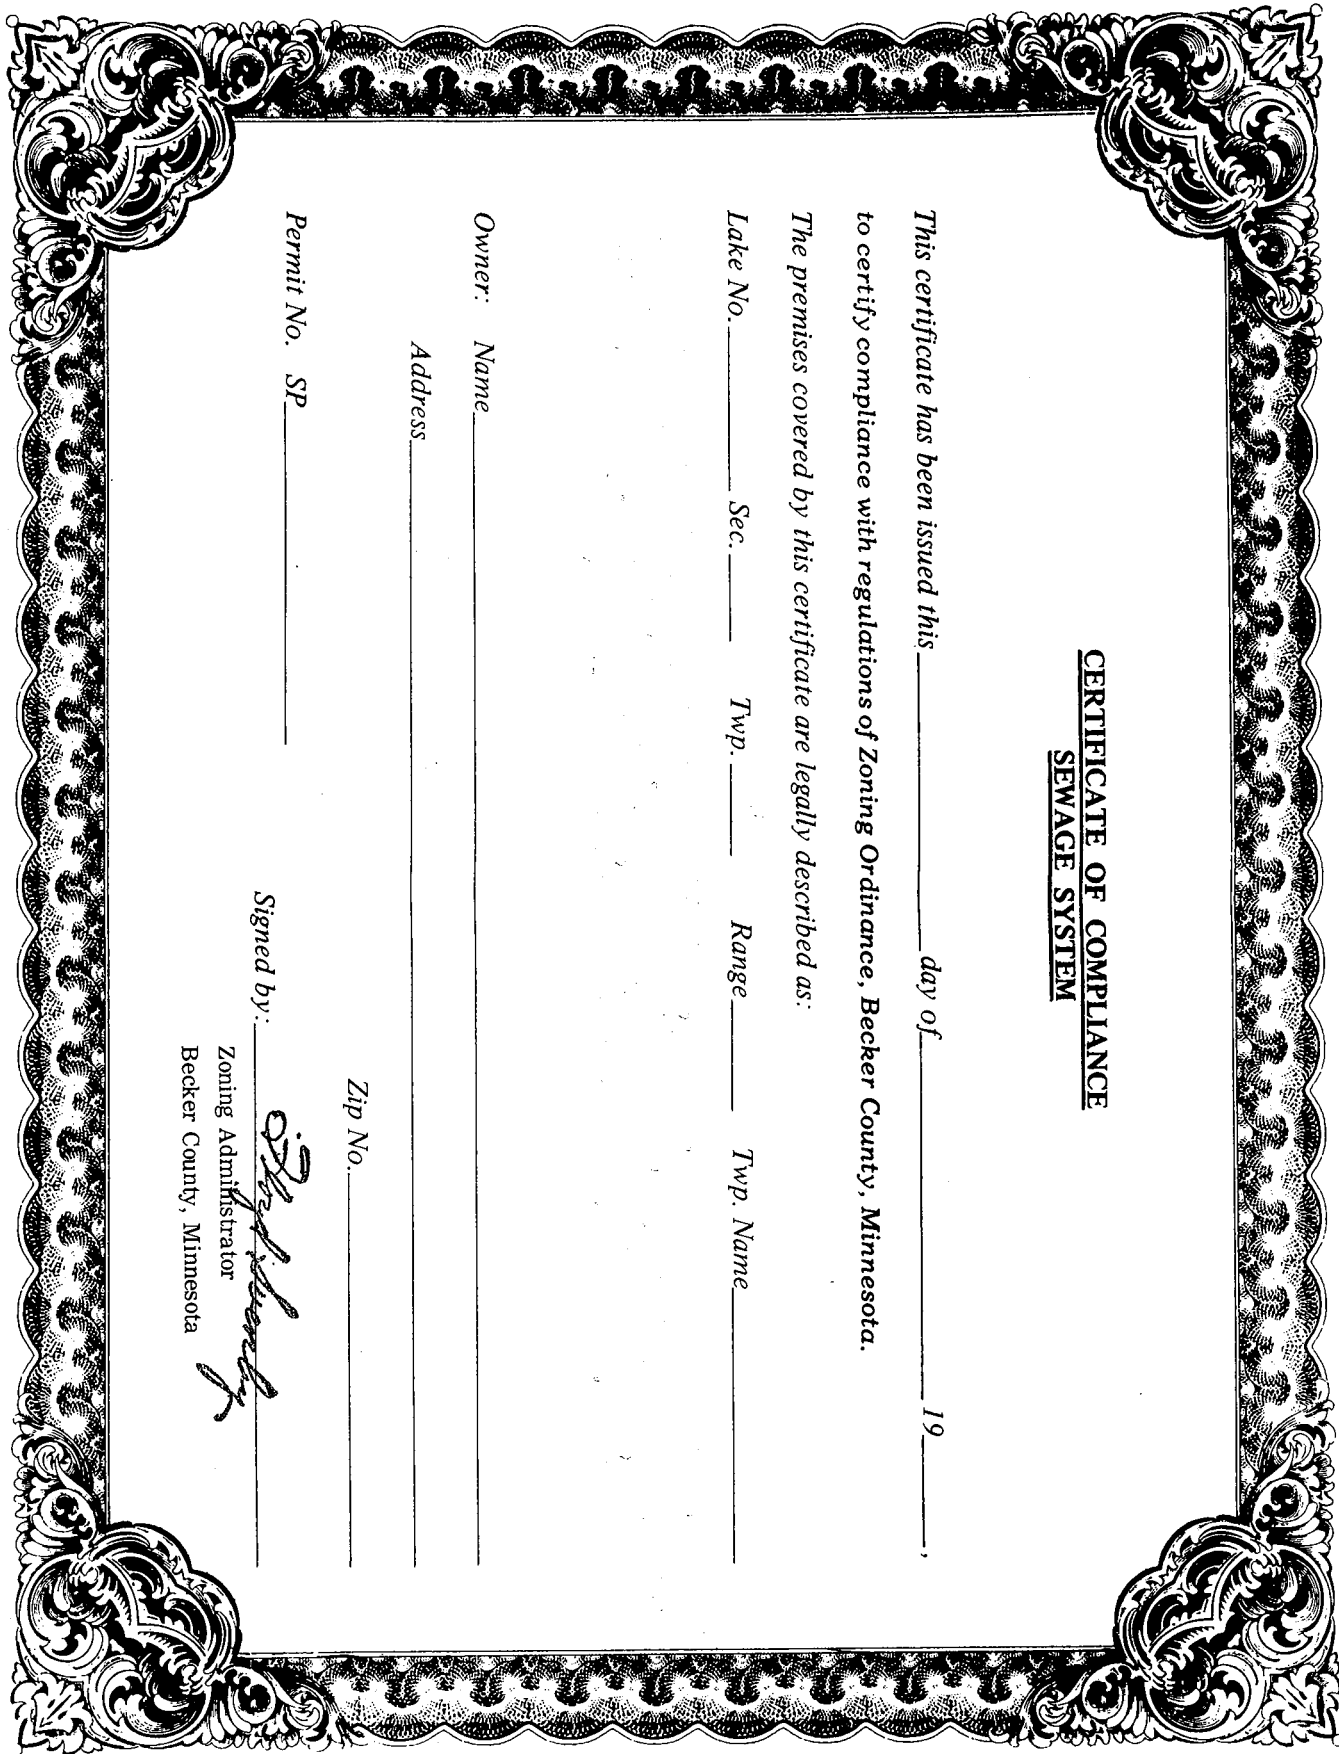 CERTIFICATE OF COMPLIANCE
SEWAGE SYSTEM
This certificate has been issued this day of 19 ,
to certify compliance with regulations of Zoning Ordinance, Becker County, Minnesota.
The premises covered by this certificate are legally described as:
Lake No. Sec. Twp. Range Twp. Name
Owner: Name
Address
Zip No.
Permit No. SP
Signed by:
Zoning Administrator
Becker County, Minnesota